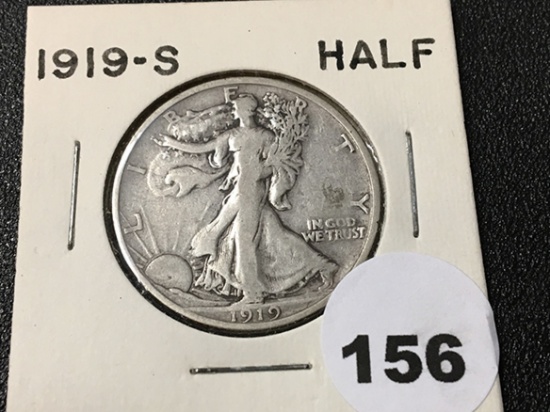 1919-S HALF
LIBERTY
IN GOD
WE TRUST
1919
156